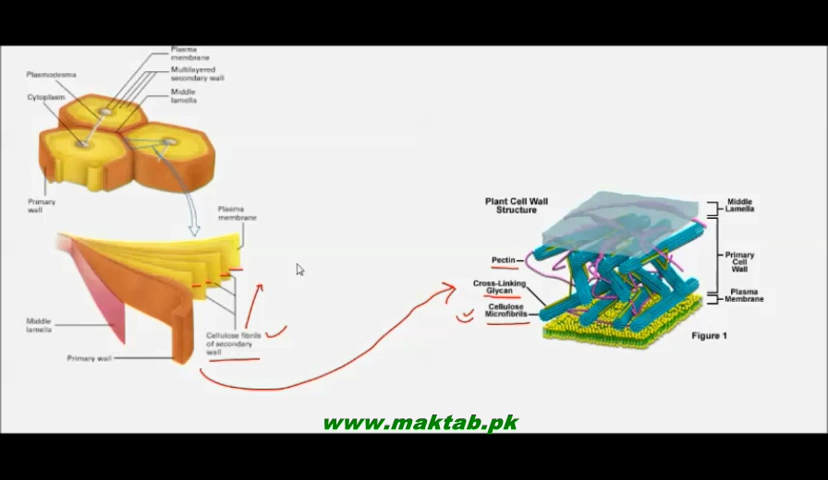 Plasma
membrane
Multilayered
secondary wall
Middle
lamella
Plasmodesma
Cytoplasm
Primary
wall
Plasma
membrane
Middle
lamella
Primary wall
Cellulose fibrils
of secondary
wall
Plant Cell Wall
Structure
Middle
Lamella
Pectin
Primary
Cell
Wall
Cross-Linking
Glycan
Plasma
Membrane
Cellulose
Microfibrils
Figure 1
www.maktab.pk